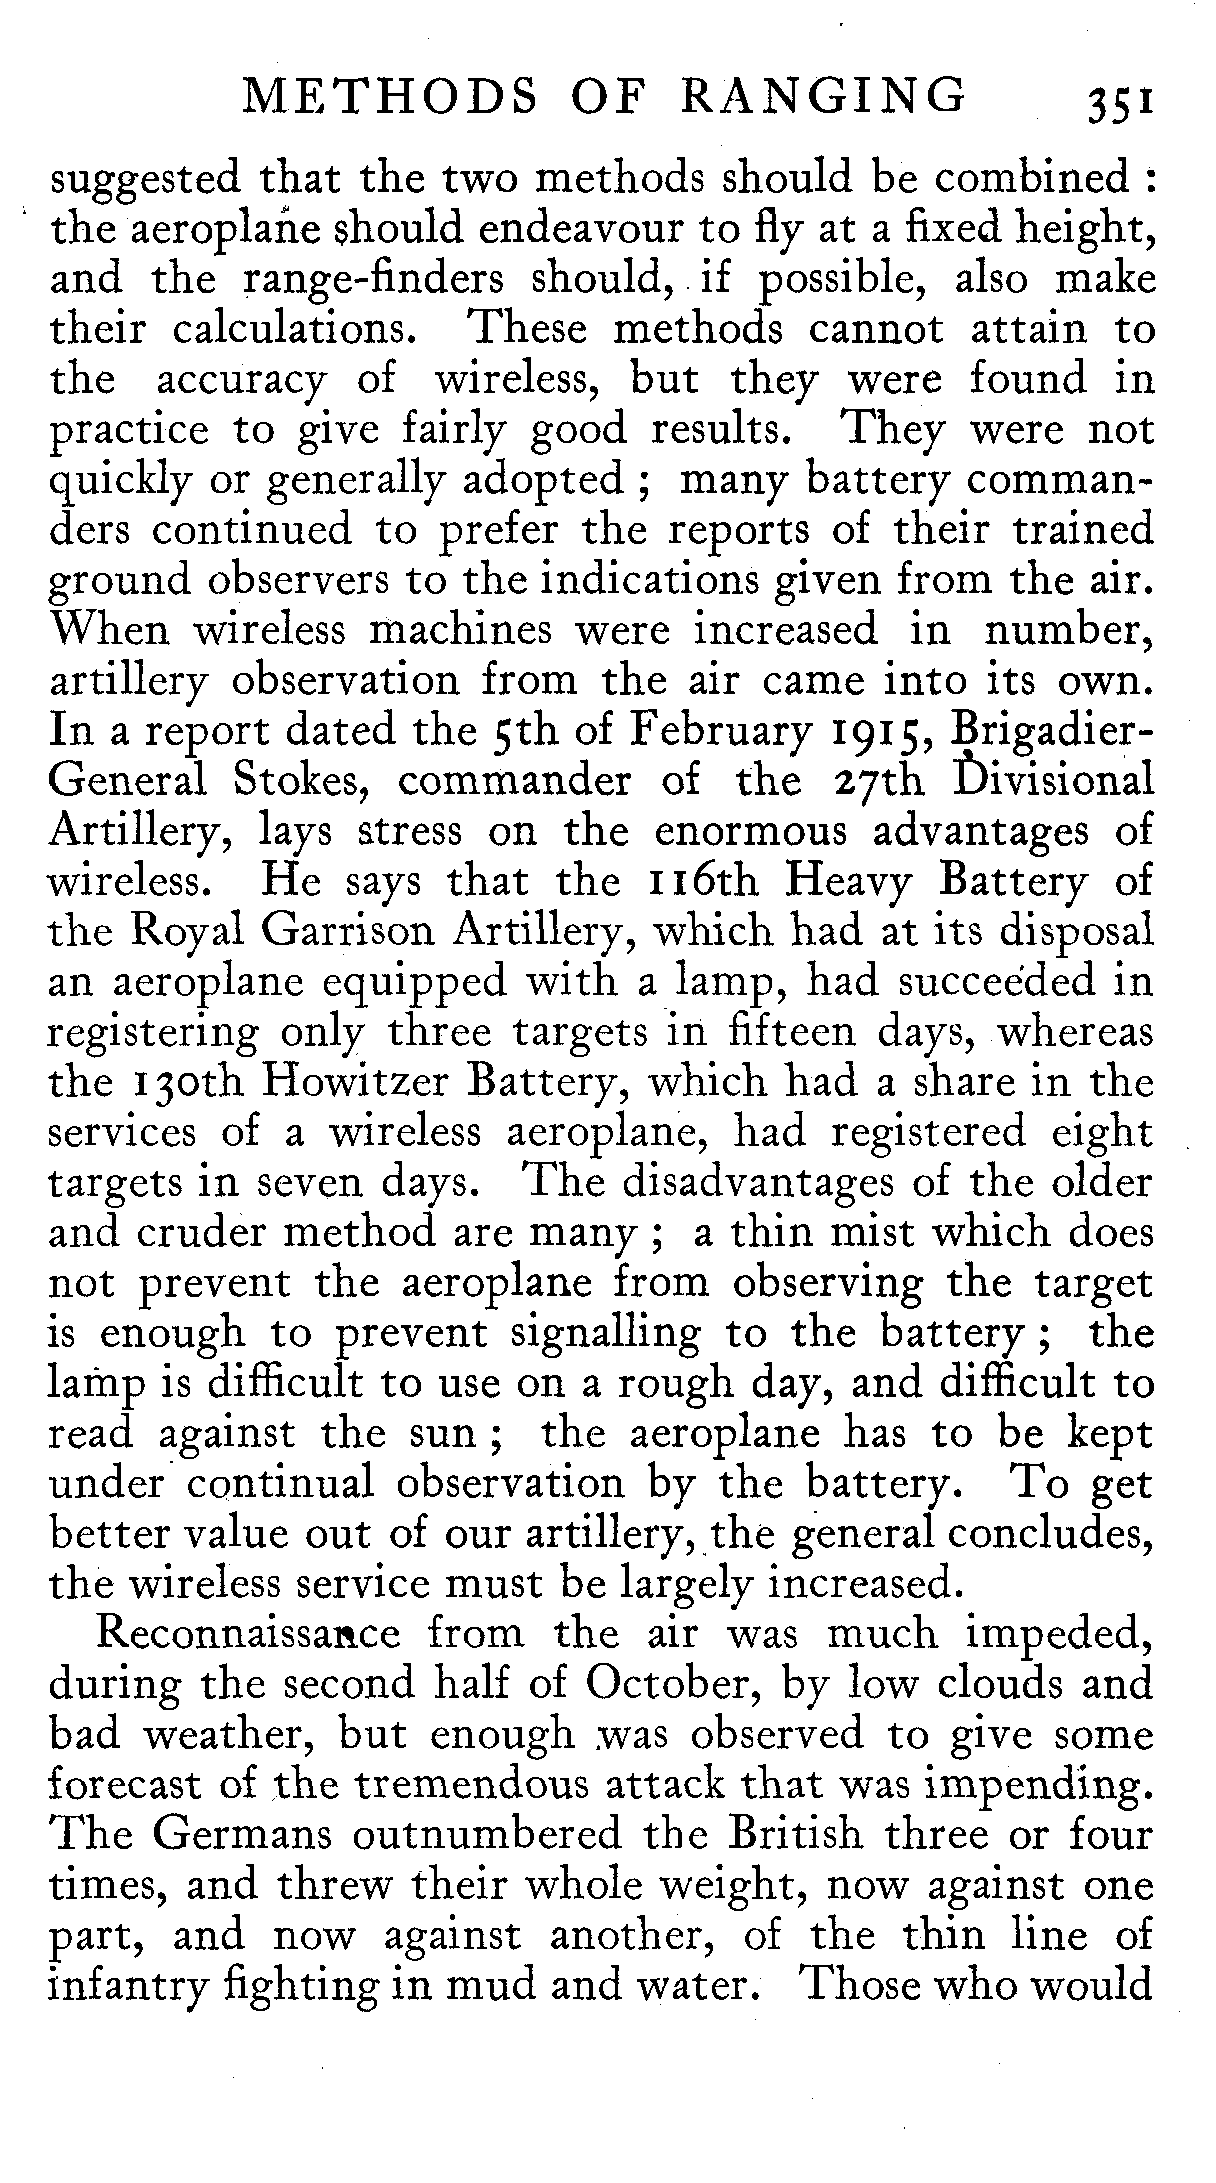 METHODS OF RANGING 351
suggested that the two methods should be combined :
the aeroplane should endeavour to fly at a fixed height,
and the range-finders should, if possible, also make
their calculations. These methods cannot attain to
the accuracy of wireless, but they were found in
practice to give fairly good results. They were not
quickly or generally adopted ; many battery comman-
ders continued to prefer the reports of their trained
ground observers to the indications given from the air.
When wireless machines were increased in number,
artillery observation from the air came into its own.
In a report dated the 5th of February 1915, Brigadier-
General Stokes, commander of the 27th Divisional
Artillery, lays stress on the enormous advantages of
wireless. He says that the 116th Heavy Battery of
the Royal Garrison Artillery, which had at its disposal
an aeroplane equipped with a lamp, had succeeded in
registering only three targets in fifteen days, whereas
the 130th Howitzer Battery, which had a share in the
services of a wireless aeroplane, had registered eight
targets in seven days. The disadvantages of the older
and cruder method are many ; a thin mist which does
not prevent the aeroplane from observing the target
is enough to prevent signalling to the battery ; the
lamp is difficult to use on a rough day, and difficult to
read against the sun ; the aeroplane has to be kept
under continual observation by the battery. To get
better value out of our artillery, the general concludes,
the wireless service must be largely increased.
Reconnaissance from the air was much impeded,
during the second half of October, by low clouds and
bad weather, but enough was observed to give some
forecast of the tremendous attack that was impending.
The Germans outnumbered the British three or four
times, and threw their whole weight, now against one
part, and now against another, of the thin line of
infantry fighting in mud and water. Those who would